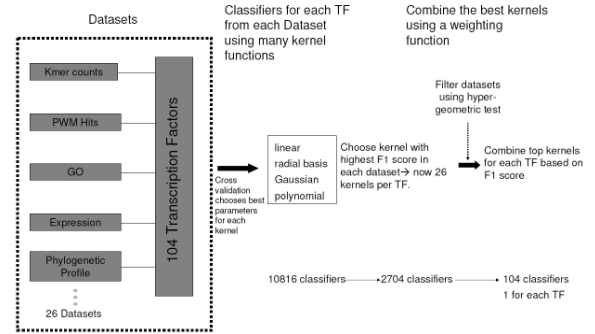 Datasets
Classifiers for each TF
from each Dataset
using many kernel
functions
Combine the best kernels
using a weighting
function
Kmer counts
PWM Hits
GO
Expression
Phylogenetic
Profile
26 Datasets
104 Transcription Factors
Cross
validation
chooses best
parameters
for each
kernel
linear
radial basis
Gaussian
polynomial
Choose kernel with
highest F1 score in
each dataset→ now 26
kernels per TF.
Filter datasets
using hyper-
geometric test
Combine top kernels
for each TF based on
F1 score
10816 classifiers
2704 classifiers
104 classifiers
1 for each TF